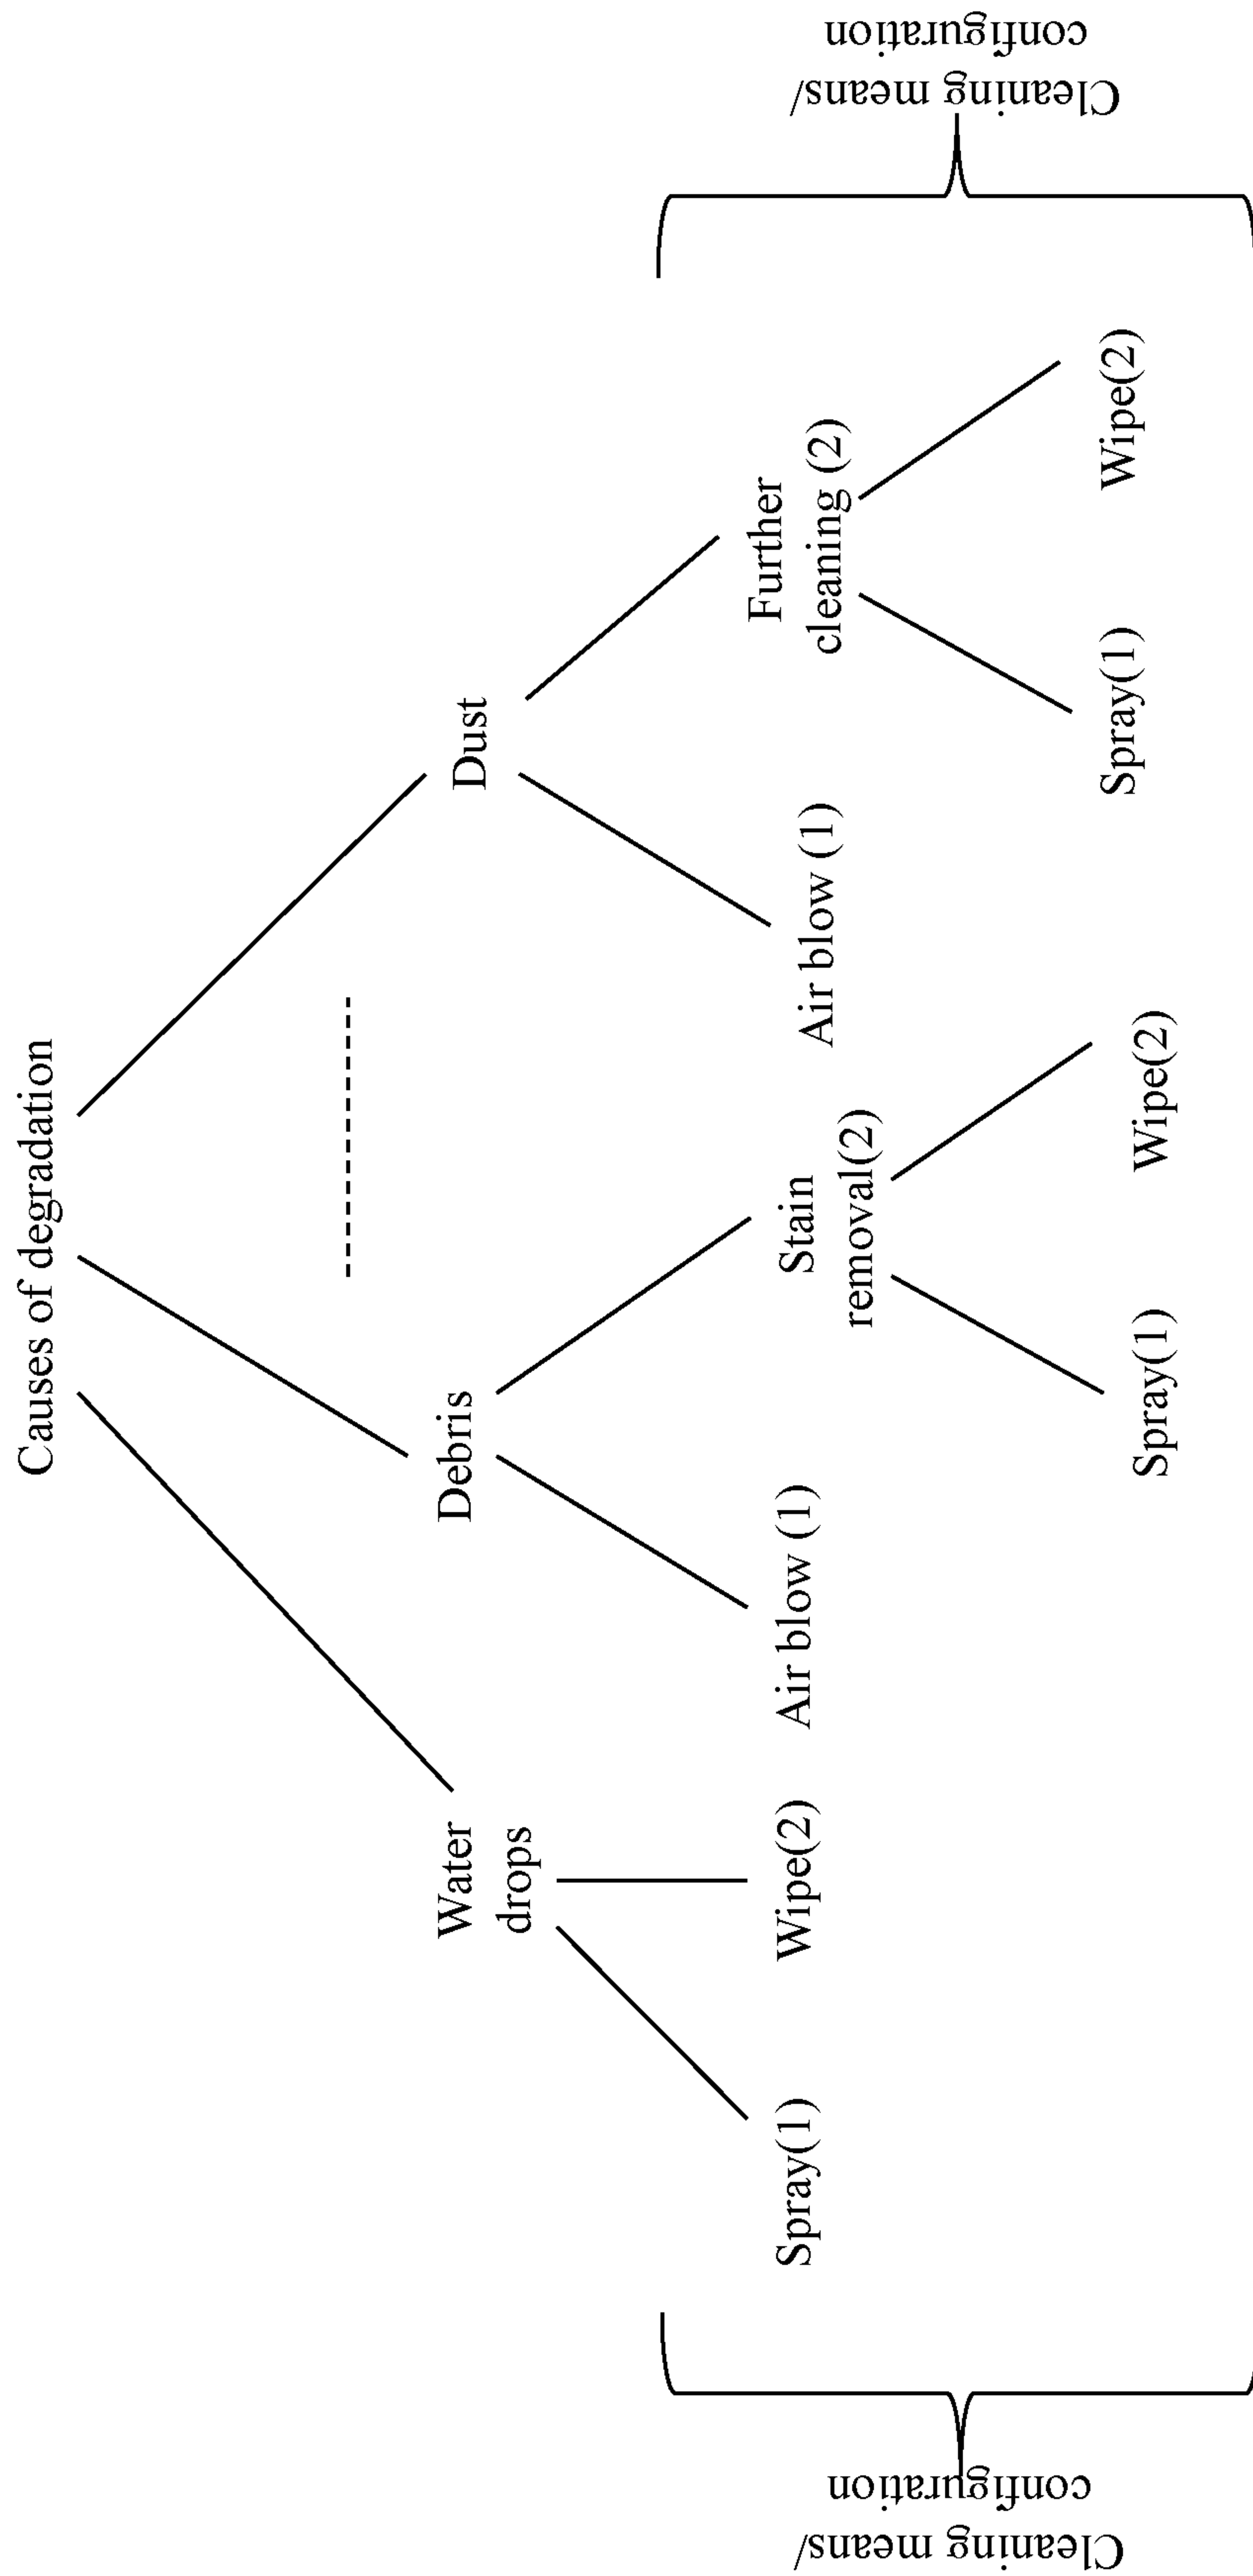 Causes of degradation
Water
drops
Debris
Dust
Spray(1)
Wipe(2)
Air blow (1)
Stain
removal(2)
Air blow (1)
Further
cleaning (2)
Spray(1)
Wipe(2)
Spray(1)
Wipe(2)
Cleaning means/
configuration
Cleaning means/
configuration